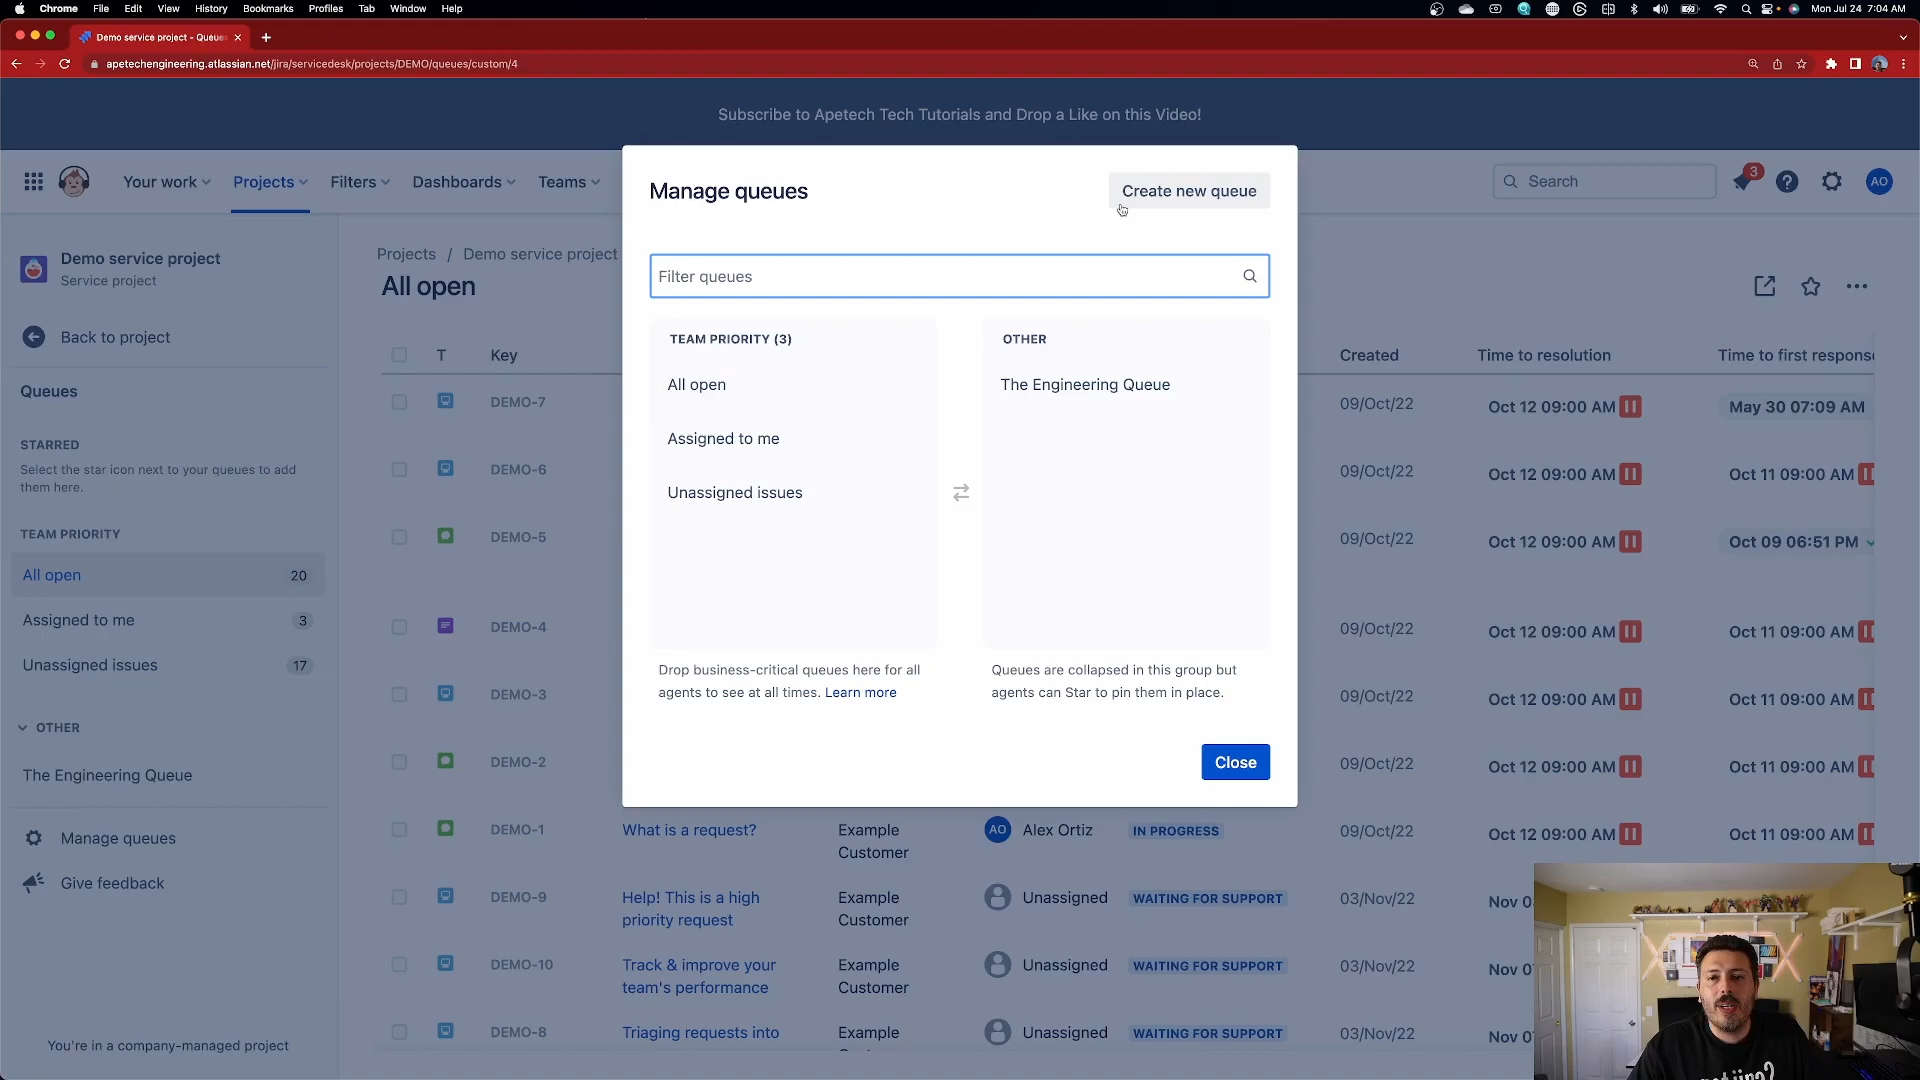 Chrome File Edit View History Bookmarks Profiles Tab Window Help Mon Jul 24 7:04 AM
Demo service project - Queues
apetechengineering.atlassian.net/jira/servicedesk/projects/DEMO/queues/custom/4
Subscribe to Apetech Tech Tutorials and Drop a Like on this Video!
Your work Projects Filters Dashboards Teams Search 3 AO
Demo service project
Service project
Back to project
Queues
STARRED
Select the star icon next to your queues to add
them here.
TEAM PRIORITY
All open 20
Assigned to me 3
Unassigned issues 17
OTHER
The Engineering Queue
Manage queues
Give feedback
You're in a company-managed project
Projects / Demo service project
All open
T Key Created Time to resolution Time to first response
DEMO-7 09/Oct/22 Oct 12 09:00 AM May 30 07:09 AM
DEMO-6 09/Oct/22 Oct 12 09:00 AM Oct 11 09:00 AM
DEMO-5 09/Oct/22 Oct 12 09:00 AM Oct 09 06:51 PM
DEMO-4 09/Oct/22 Oct 12 09:00 AM Oct 11 09:00 AM
DEMO-3 09/Oct/22 Oct 12 09:00 AM Oct 11 09:00 AM
DEMO-2 09/Oct/22 Oct 12 09:00 AM Oct 11 09:00 AM
DEMO-1 What is a request? Example AO Alex Ortiz IN PROGRESS 09/Oct/22 Oct 12 09:00 AM Oct 11 09:00 AM
Customer
DEMO-9 Help! This is a high Example Unassigned WAITING FOR SUPPORT 03/Nov/22 Nov 0
priority request Customer
DEMO-10 Track & improve your Example Unassigned WAITING FOR SUPPORT 03/Nov/22 Nov 0
team's performance Customer
DEMO-8 Triaging requests into Example Unassigned WAITING FOR SUPPORT 03/Nov/22 Nov 0
Manage queues
Create new queue
Filter queues
TEAM PRIORITY (3)
All open
Assigned to me
Unassigned issues
Drop business-critical queues here for all
agents to see at all times. Learn more
OTHER
The Engineering Queue
Queues are collapsed in this group but
agents can Star to pin them in place.
Close